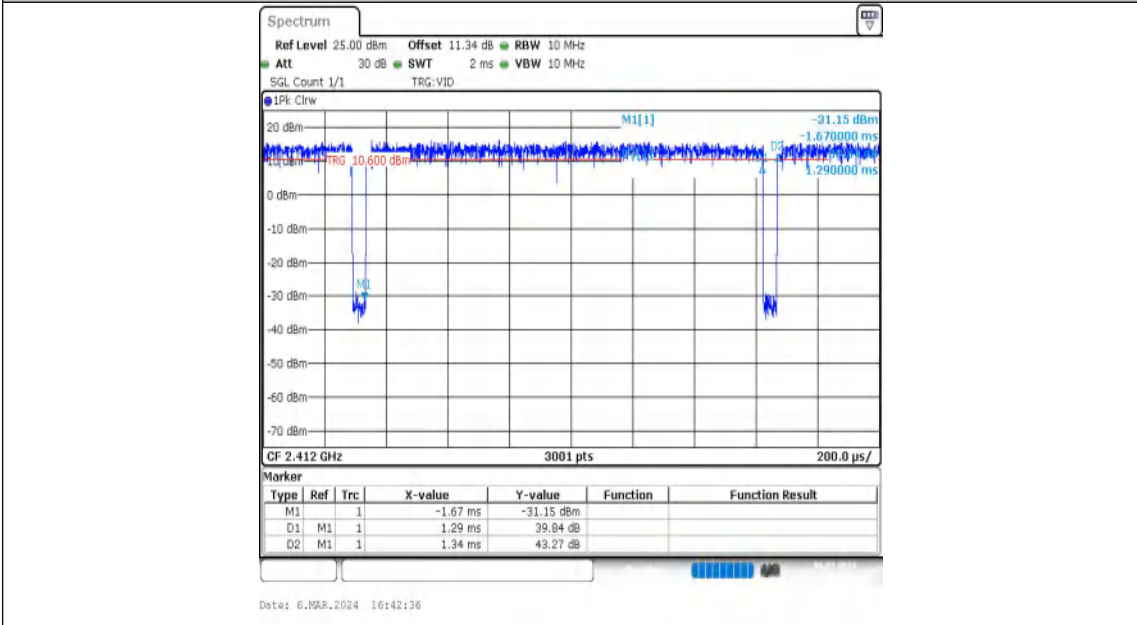 Spectrum
Ref Level 25.00 dBm Offset 11.34 dB RBW 10 MHz
Att 30 dB SWT 2 ms VBW 10 MHz
SGL Count 1/1 TRG:VID
1Pk Clrw
M1[1] -31.15 dBm
-1.670000 ms
20 dBm
D2
10 dBm
TRG 10.600 dBm
1.290000 ms
0 dBm
-10 dBm
-20 dBm
M1
-30 dBm
-40 dBm
-50 dBm
-60 dBm
-70 dBm
CF 2.412 GHz 3001 pts 200.0 µs/
Marker
Type Ref Trc X-value Y-value Function Function Result
M1 1 -1.67 ms -31.15 dBm
D1 M1 1 1.29 ms 39.84 dB
D2 M1 1 1.34 ms 43.27 dB
Date: 6.MAR.2024 16:42:36